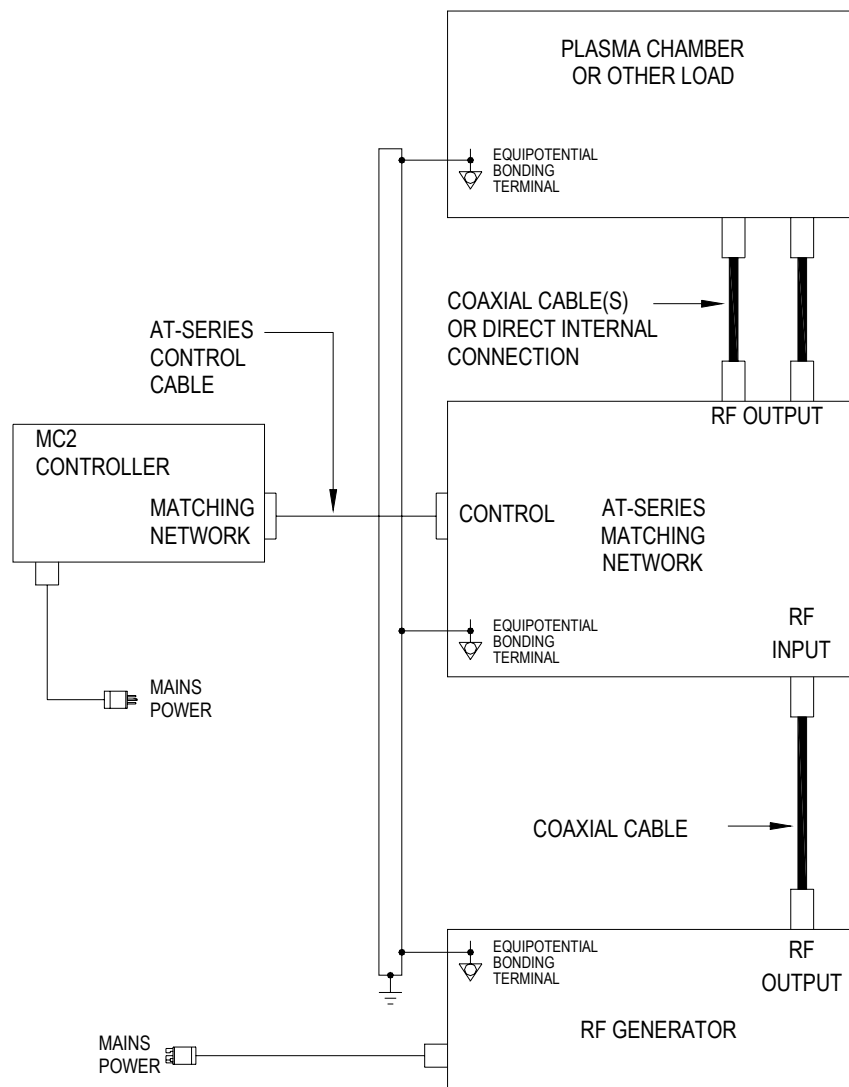 PLASMA CHAMBER
OR OTHER LOAD
EQUIPOTENTIAL
BONDING
TERMINAL
COAXIAL CABLE(S)
OR DIRECT INTERNAL
CONNECTION
AT-SERIES
CONTROL
CABLE
RF OUTPUT
MC2
CONTROLLER
MATCHING
NETWORK
CONTROL
AT-SERIES
MATCHING
NETWORK
EQUIPOTENTIAL
BONDING
TERMINAL
RF
INPUT
MAINS
POWER
COAXIAL CABLE
EQUIPOTENTIAL
BONDING
TERMINAL
RF
OUTPUT
RF GENERATOR
MAINS
POWER